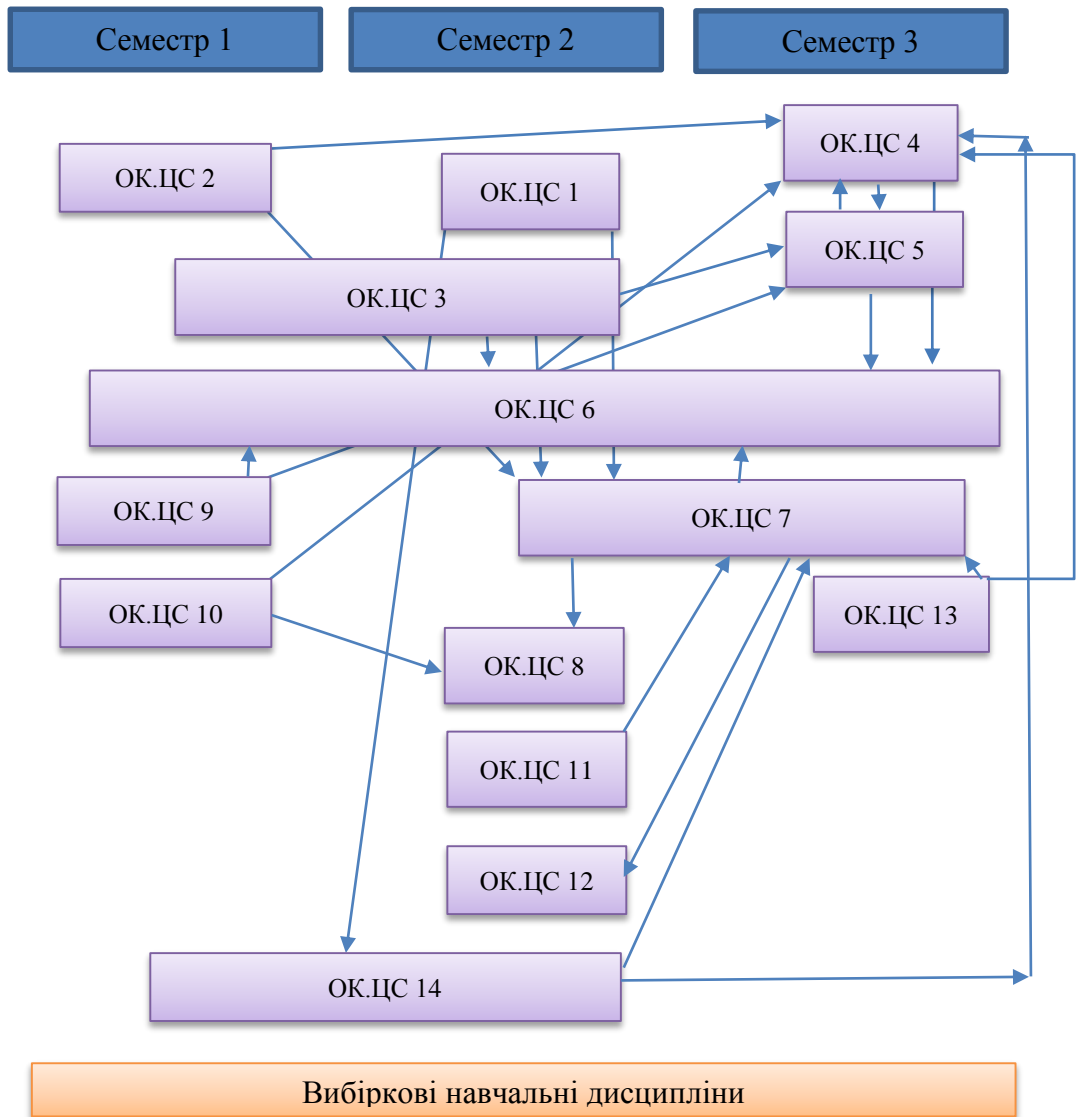 Семестр 1
Семестр 2
Семестр 3
ОК.ЦС 4
ОК.ЦС 2
ОК.ЦС 1
ОК.ЦС 5
ОК.ЦС 3
ОК.ЦС 6
ОК.ЦС 9
ОК.ЦС 7
ОК.ЦС 10
ОК.ЦС 13
ОК.ЦС 8
ОК.ЦС 11
ОК.ЦС 12
ОК.ЦС 14
Вибіркові навчальні дисципліни